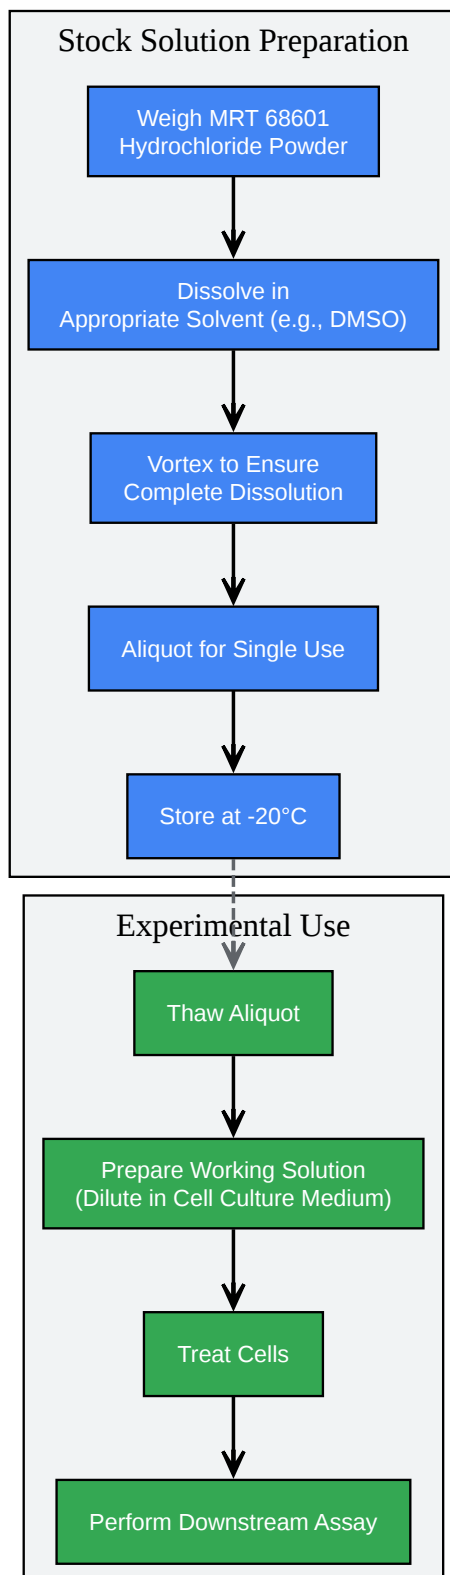 Stock Solution Preparation
Weigh MRT 68601
Hydrochloride Powder
Dissolve in
Appropriate Solvent (e.g., DMSO)
Vortex to Ensure
Complete Dissolution
Aliquot for Single Use
Store at -20°C
Experimental Use
Thaw Aliquot
Prepare Working Solution
(Dilute in Cell Culture Medium)
Treat Cells
Perform Downstream Assay